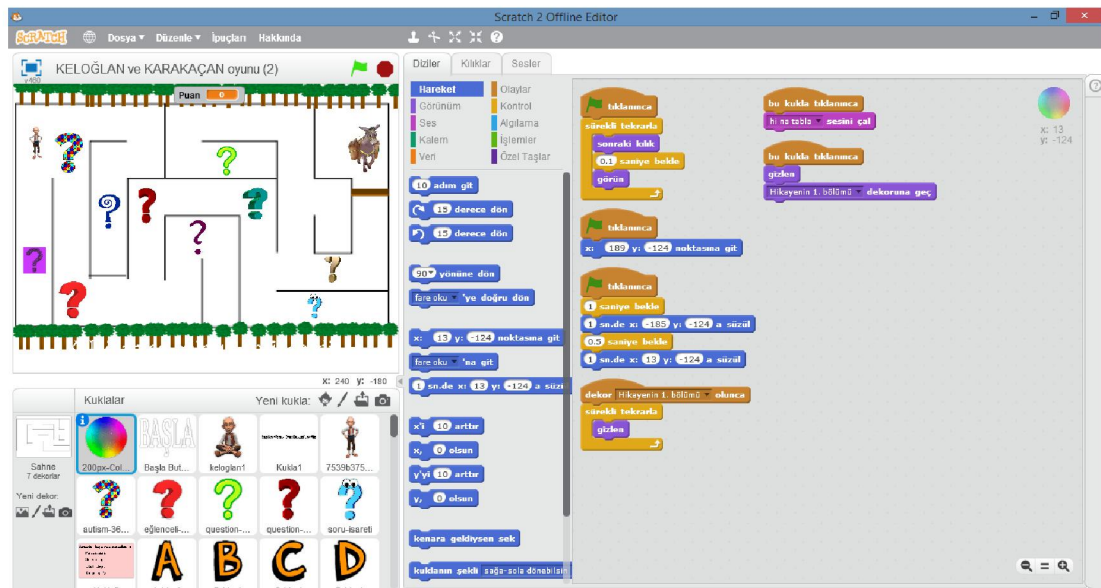 Scratch 2 Offline Editor
SCRATCH Dosya Düzenle İpuçları Hakkında
v460 KELOĞLAN ve KARAKAÇAN oyunu (2)
Puan 0
X: 240 Y: -180
Kuklalar Yeni kukla:
Sahne
7 dekorlar
Yeni dekor:
BAŞLA
200px-Col... Başla But... keloglan1 Kukla1 7539b375...
autism-36... eğlenceli-... question-... question-... soru-isareti
A B C D
Diziler Kılıklar Sesler
Hareket Olaylar
Görünüm Kontrol
Ses Algılama
Kalem İşlemler
Veri Özel Taşlar
10 adım git
15 derece dön
15 derece dön
90 yönüne dön
fare oku 'ye doğru dön
x: 13 y: -124 noktasına git
fare oku 'na git
1 sn.de x: 13 y: -124 a süzü
x'i 10 arttır
x, 0 olsun
y'yi 10 arttır
y, 0 olsun
kenara geldiysen sek
kuklanın şekli sağa-sola dönebilsin
tıklanınca
sürekli tekrarla
sonraki kılık
0.1 saniye bekle
görün
tıklanınca
x: 189 y: -124 noktasına git
tıklanınca
1 saniye bekle
1 sn.de x: -185 y: -124 a süzül
0.5 saniye bekle
1 sn.de x: 13 y: -124 a süzül
dekor Hikayenin 1. bölümü olunca
sürekli tekrarla
gizlen
bu kukla tıklanınca
sesini çal
bu kukla tıklanınca
gizlen
Hikayenin 1. bölümü dekoruna geç
x: 13
y: -124